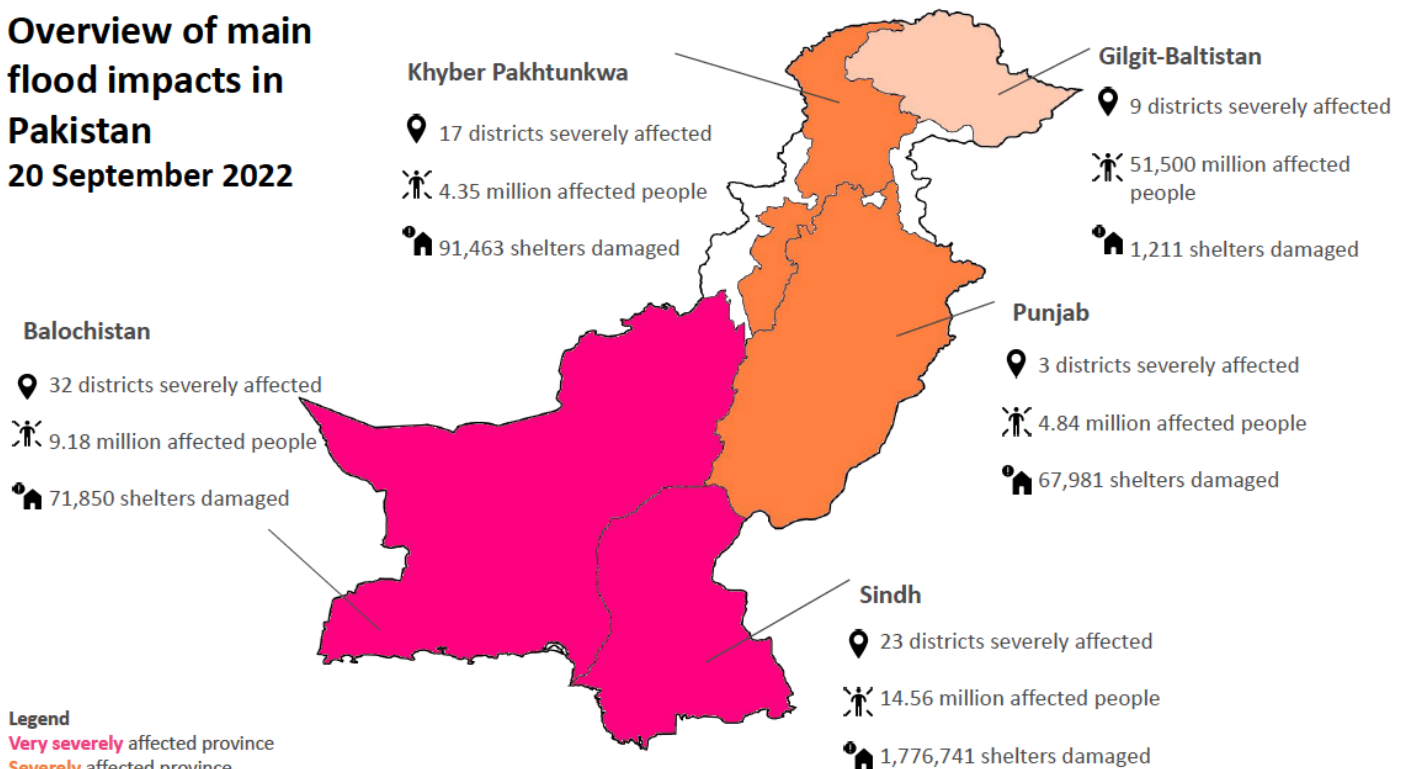 Overview of main
flood impacts in
Pakistan
20 September 2022
Khyber Pakhtunkwa
17 districts severely affected
4.35 million affected people
91,463 shelters damaged
Gilgit-Baltistan
9 districts severely affected
51,500 million affected
people
1,211 shelters damaged
Balochistan
32 districts severely affected
9.18 million affected people
71,850 shelters damaged
Punjab
3 districts severely affected
4.84 million affected people
67,981 shelters damaged
Sindh
23 districts severely affected
14.56 million affected people
1,776,741 shelters damaged
Legend
Very severely affected province
Severely affected province